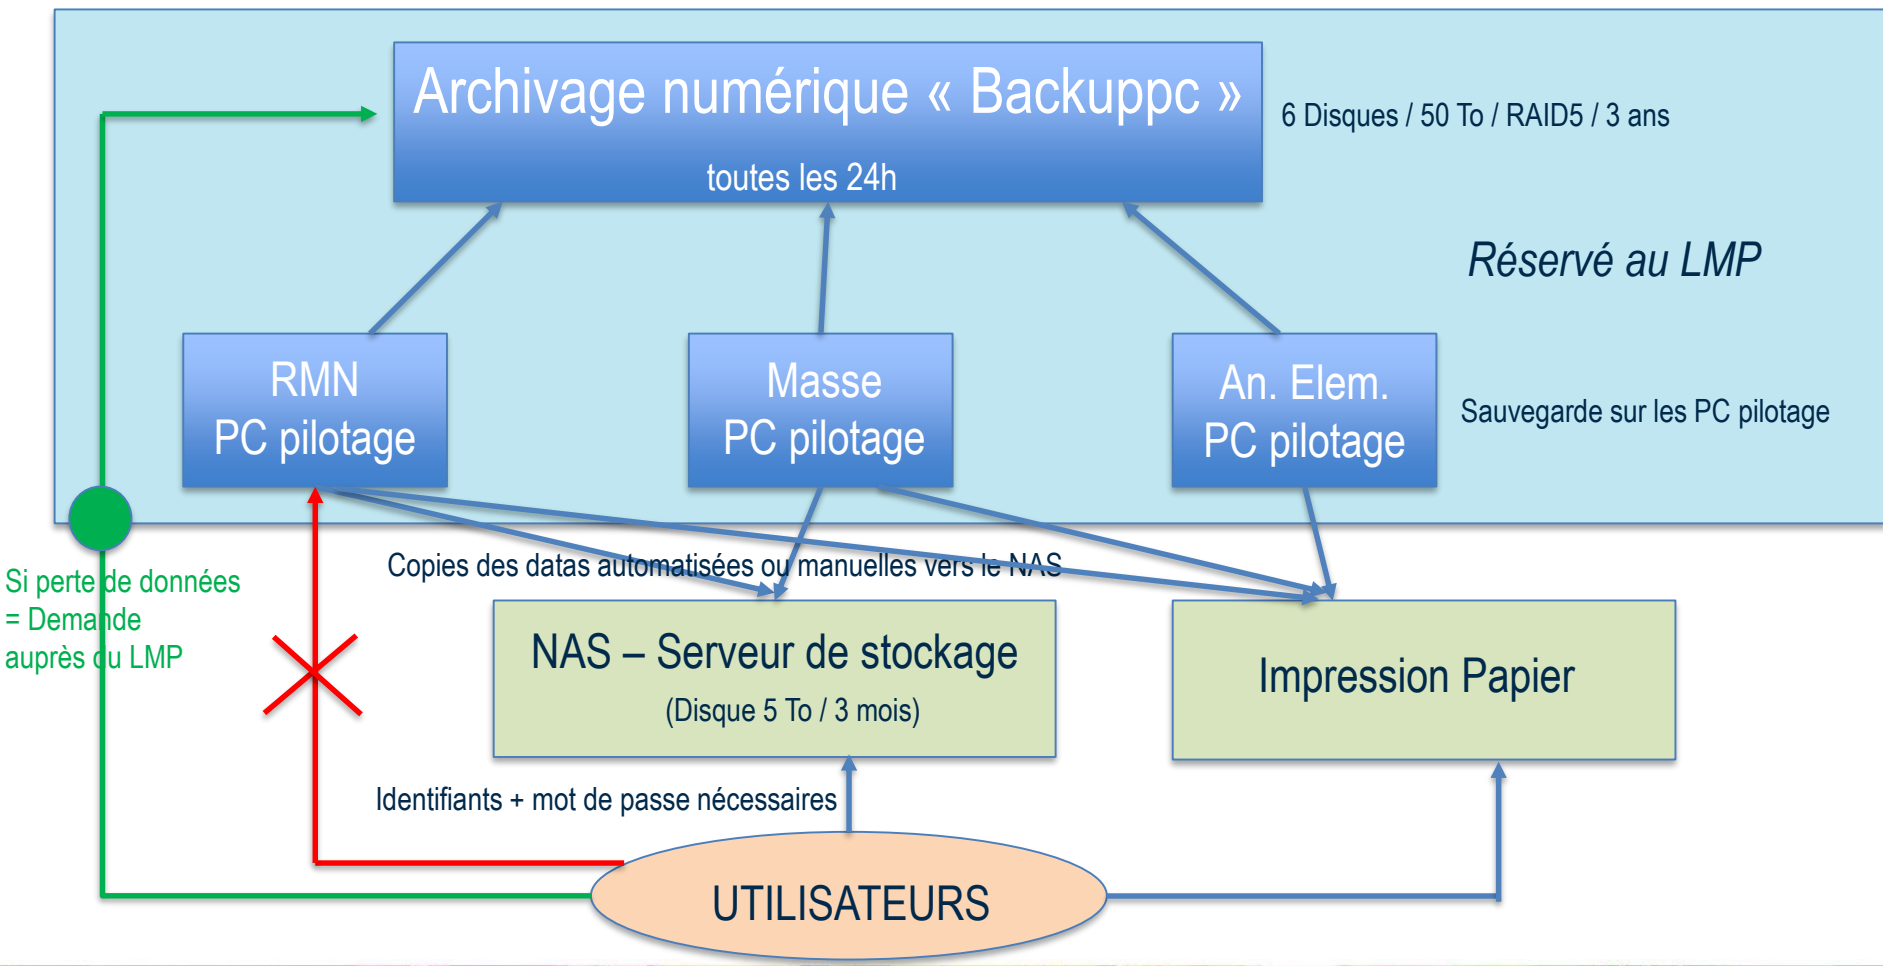 Archivage numérique « Backuppc »
toutes les 24h
6 Disques / 50 To / RAID5 / 3 ans
Réservé au LMP
RMN
PC pilotage
Masse
PC pilotage
An. Elem.
PC pilotage
Sauvegarde sur les PC pilotage
Copies des datas automatisées ou manuelles vers le NAS
Si perte de données
= Demande
auprès du LMP
NAS – Serveur de stockage
(Disque 5 To / 3 mois)
Impression Papier
Identifiants + mot de passe nécessaires
UTILISATEURS